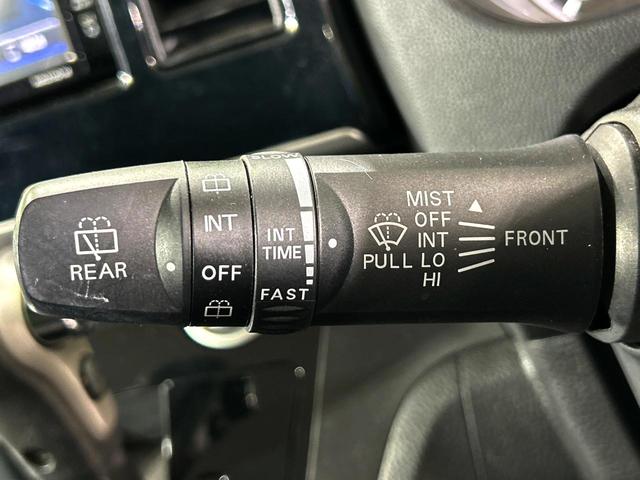 REAR
INT
OFF
SLOW
INT
TIME
FAST
PULL
MIST
OFF
INT
LO
HI
FRONT